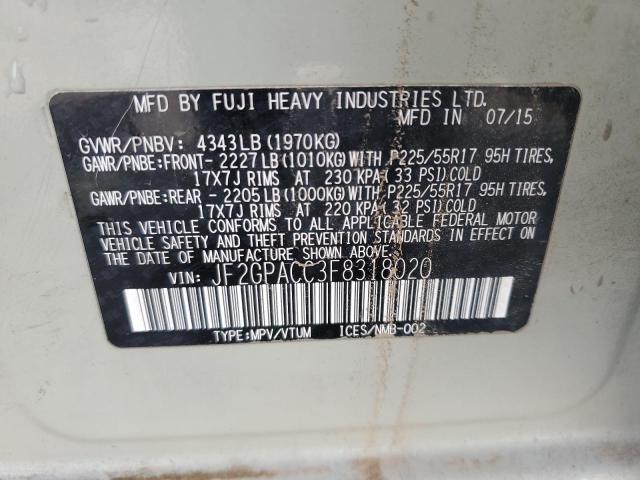 MFD BY FUJI HEAVY INDUSTRIES LTD.
MFD IN 07/15
GVWR/PNBV: 4343LB(1970KG)
GAWR/PNBE:FRONT-2227LB(1010KG)WITH P225/55R17 95H TIRES,
17X7J RIMS AT 230 KPA(33 PSI)COLD
GAWR/PNBE:REAR -2205LB(1000KG)WITH P225/55R17 95H TIRES,
17X7J RIMS AT 220 KPA(32 PSI)COLD
THIS VEHICLE CONFORMS TO ALL APPLICABLE FEDERAL MOTOR
VEHICLE SAFETY AND THEFT PREVENTION STANDARDS IN EFFECT ON
THE DATE OF MANUFACTURE SHOWN ABOVE.
VIN: JF2GPACC3F8318020
TYPE:MPV/VTUM ICES/NMB-002